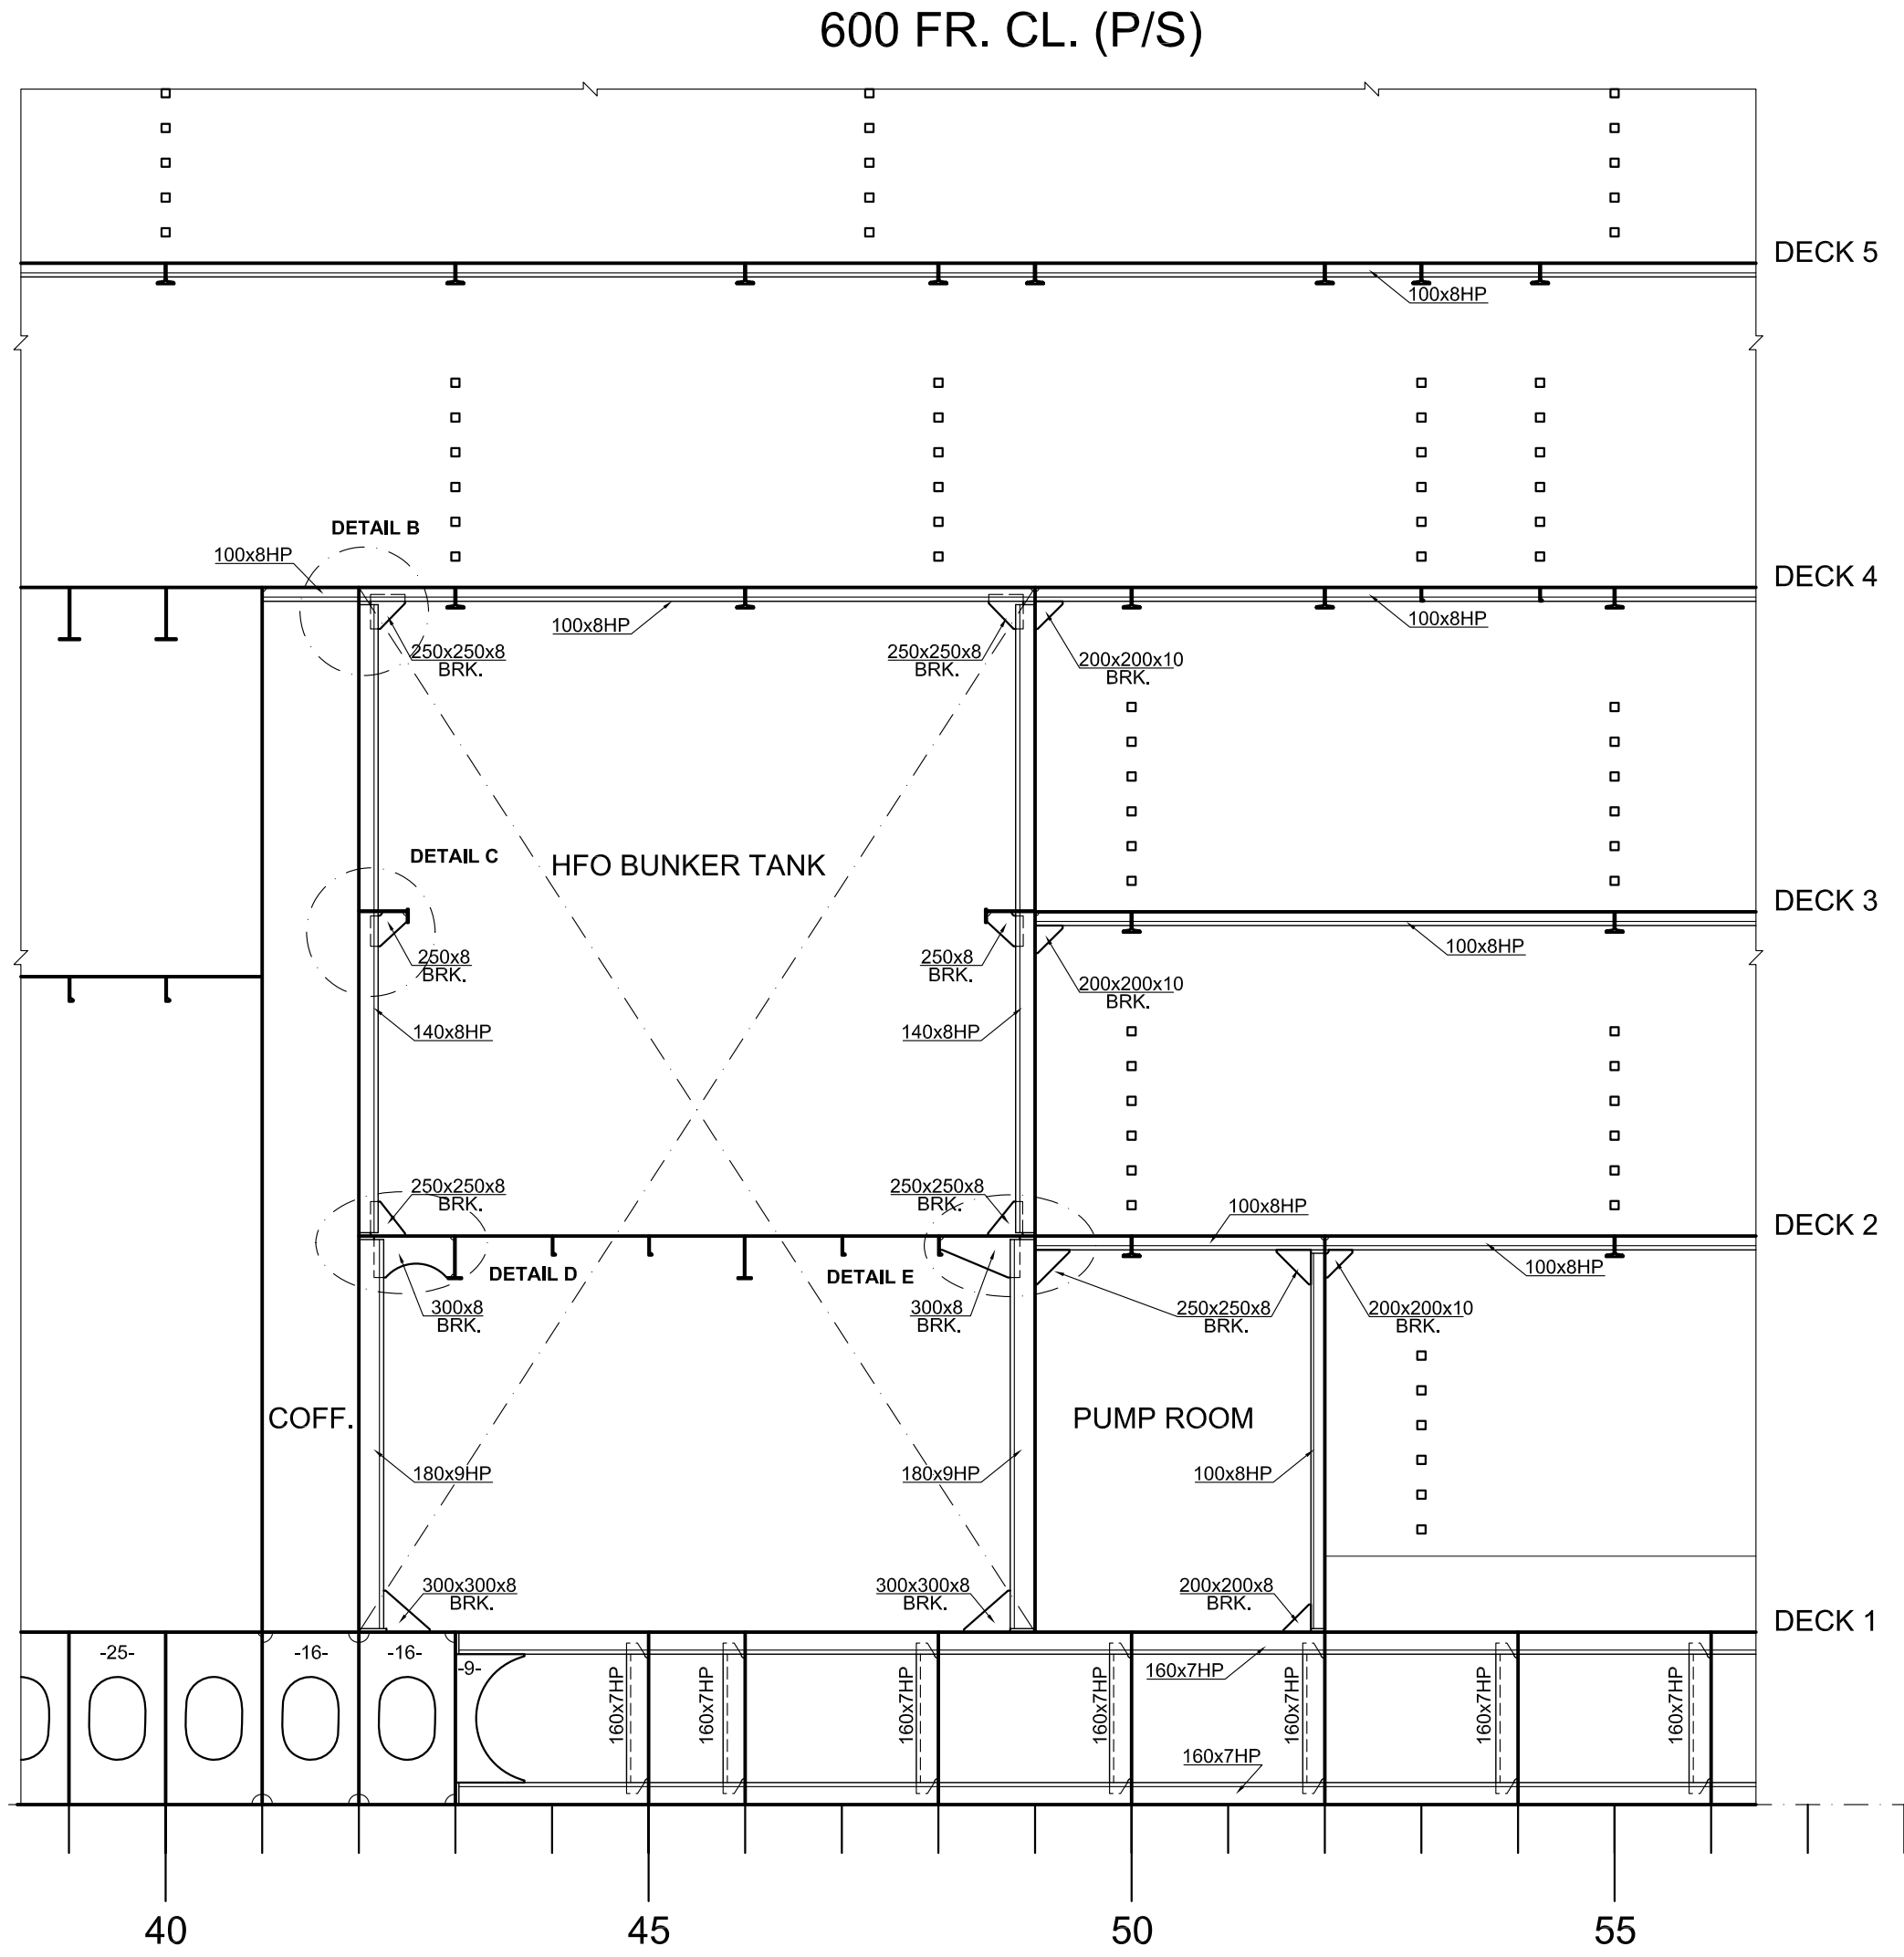 600 FR. CL. (P/S)
DECK 5
100x8HP
DETAIL B
100x8HP
DECK 4
100x8HP
100x8HP
250x250x8
BRK.
250x250x8
BRK.
200x200x10
BRK.
DETAIL C
HFO BUNKER TANK
DECK 3
250x8
BRK.
250x8
BRK.
100x8HP
200x200x10
BRK.
140x8HP
140x8HP
250x250x8
BRK.
250x250x8
BRK.
100x8HP
DECK 2
DETAIL D
DETAIL E
100x8HP
300x8
BRK.
300x8
BRK.
250x250x8
BRK.
200x200x10
BRK.
COFF.
PUMP ROOM
180x9HP
180x9HP
100x8HP
300x300x8
BRK.
300x300x8
BRK.
200x200x8
BRK.
DECK 1
-25-
-16-
-16-
-9-
160x7HP
160x7HP
160x7HP
160x7HP
160x7HP
160x7HP
160x7HP
160x7HP
160x7HP
40
45
50
55